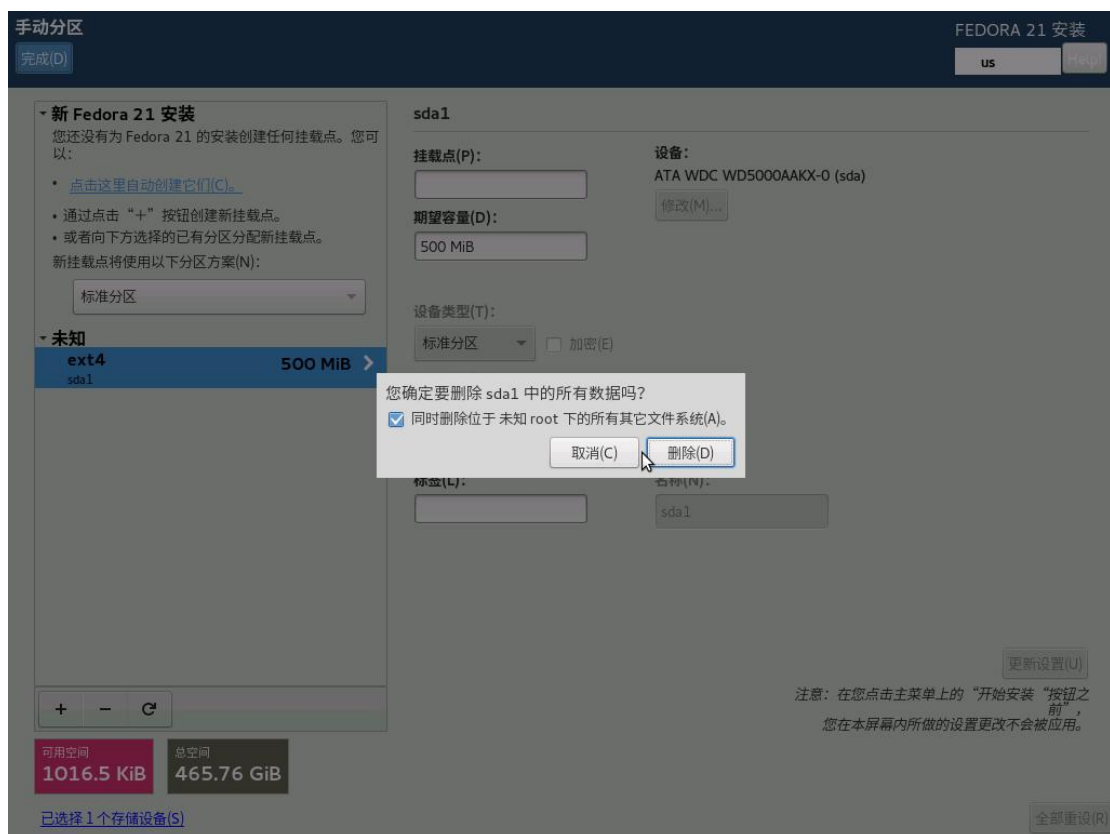 手动分区
FEDORA 21 安装
完成(D)
us
Help!
新 Fedora 21 安装
您还没有为 Fedora 21 的安装创建任何挂载点。您可
以:
• 点击这里自动创建它们(C)。
• 通过点击“+”按钮创建新挂载点。
• 或者向下方选择的已有分区分配新挂载点。
新挂载点将使用以下分区方案(N):
标准分区
未知
ext4
500 MiB
sda1
sda1
挂载点(P):
设备:
ATA WDC WD5000AAKX-0 (sda)
修改(M)...
期望容量(D):
500 MiB
设备类型(T):
标准分区
加密(E)
您确定要删除 sda1 中的所有数据吗?
同时删除位于 未知 root 下的所有其它文件系统(A)。
取消(C)
删除(D)
标签(L):
名称(N):
sda1
更新设置(U)
注意: 在您点击主菜单上的“开始安装“按钮之
前”,
您在本屏幕内所做的设置更改不会被应用。
+ −
可用空间
1016.5 KiB
总空间
465.76 GiB
已选择 1 个存储设备(S)
全部重设(R